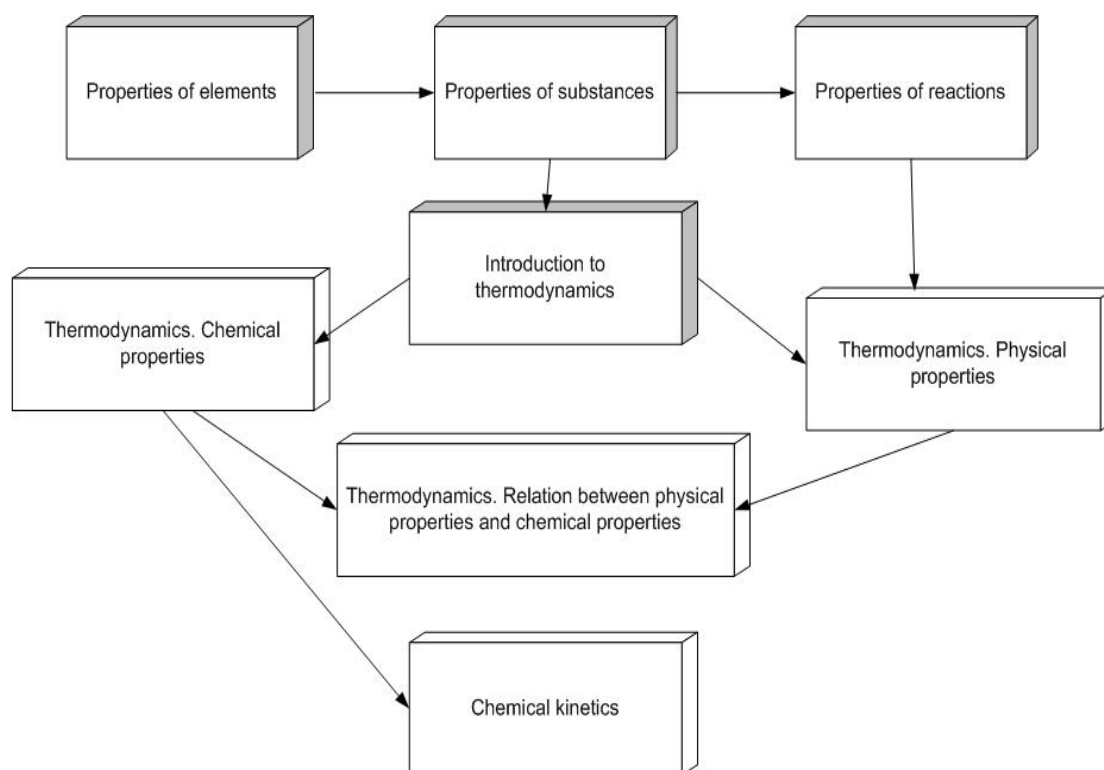 Properties of elements
Properties of substances
Properties of reactions
Introduction to
thermodynamics
Thermodynamics. Chemical
properties
Thermodynamics. Physical
properties
Thermodynamics. Relation between physical
properties and chemical properties
Chemical kinetics